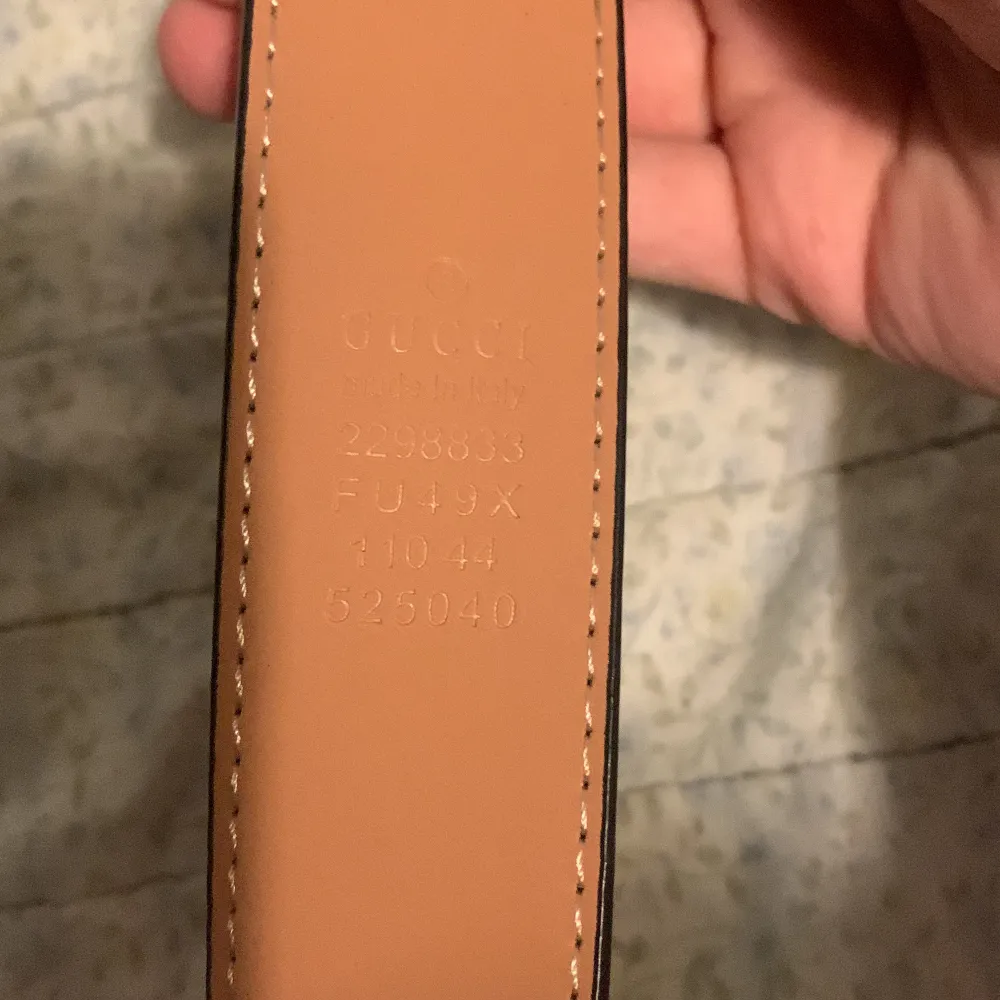 GUCCI
made in Italy
2298833
FU49X
110 44
525040